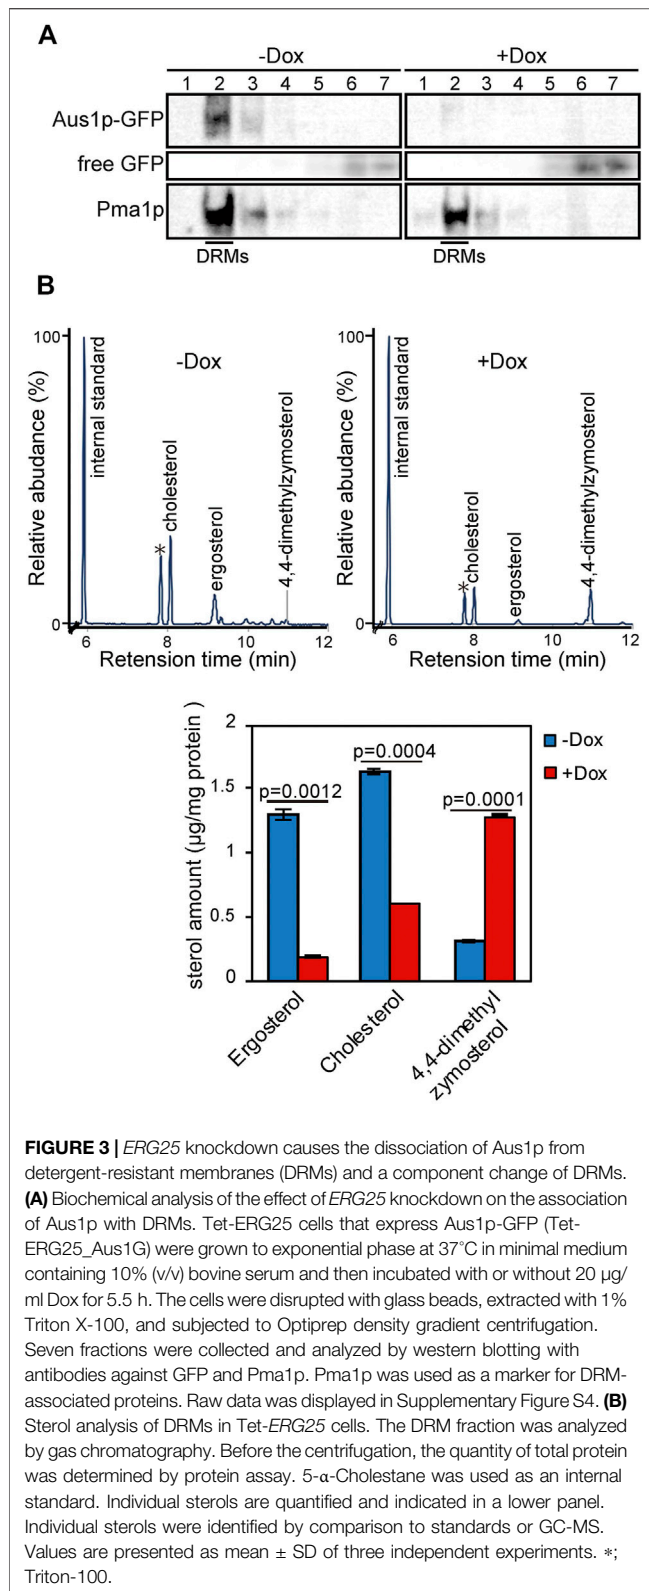 A
-Dox +Dox
1 2 3 4 5 6 7 1 2 3 4 5 6 7
Aus1p-GFP
free GFP
Pma1p
DRMs DRMs
B
100 100
-Dox +Dox
Relative abudance (%) Relative abudance (%)
internal standard
*
cholesterol
ergosterol
4,4-dimethylzymosterol
internal standard
*
cholesterol
ergosterol
4,4-dimethylzymosterol
0 0
6 8 10 12 6 8 10 12
Retension time (min) Retension time (min)
sterol amount (μg/mg protein )
2
1.5
1
0.5
0
p=0.0012
p=0.0004
p=0.0001
-Dox
+Dox
Ergosterol
Cholesterol
4,4-dimethyl
zymosterol
FIGURE 3 | ERG25 knockdown causes the dissociation of Aus1p from
detergent-resistant membranes (DRMs) and a component change of DRMs.
(A) Biochemical analysis of the effect of ERG25 knockdown on the association
of Aus1p with DRMs. Tet-ERG25 cells that express Aus1p-GFP (Tet-
ERG25_Aus1G) were grown to exponential phase at 37°C in minimal medium
containing 10% (v/v) bovine serum and then incubated with or without 20 μg/
ml Dox for 5.5 h. The cells were disrupted with glass beads, extracted with 1%
Triton X-100, and subjected to Optiprep density gradient centrifugation.
Seven fractions were collected and analyzed by western blotting with
antibodies against GFP and Pma1p. Pma1p was used as a marker for DRM-
associated proteins. Raw data was displayed in Supplementary Figure S4. (B)
Sterol analysis of DRMs in Tet-ERG25 cells. The DRM fraction was analyzed
by gas chromatography. Before the centrifugation, the quantity of total protein
was determined by protein assay. 5-α-Cholestane was used as an internal
standard. Individual sterols are quantified and indicated in a lower panel.
Individual sterols were identified by comparison to standards or GC-MS.
Values are presented as mean ± SD of three independent experiments. *;
Triton-100.